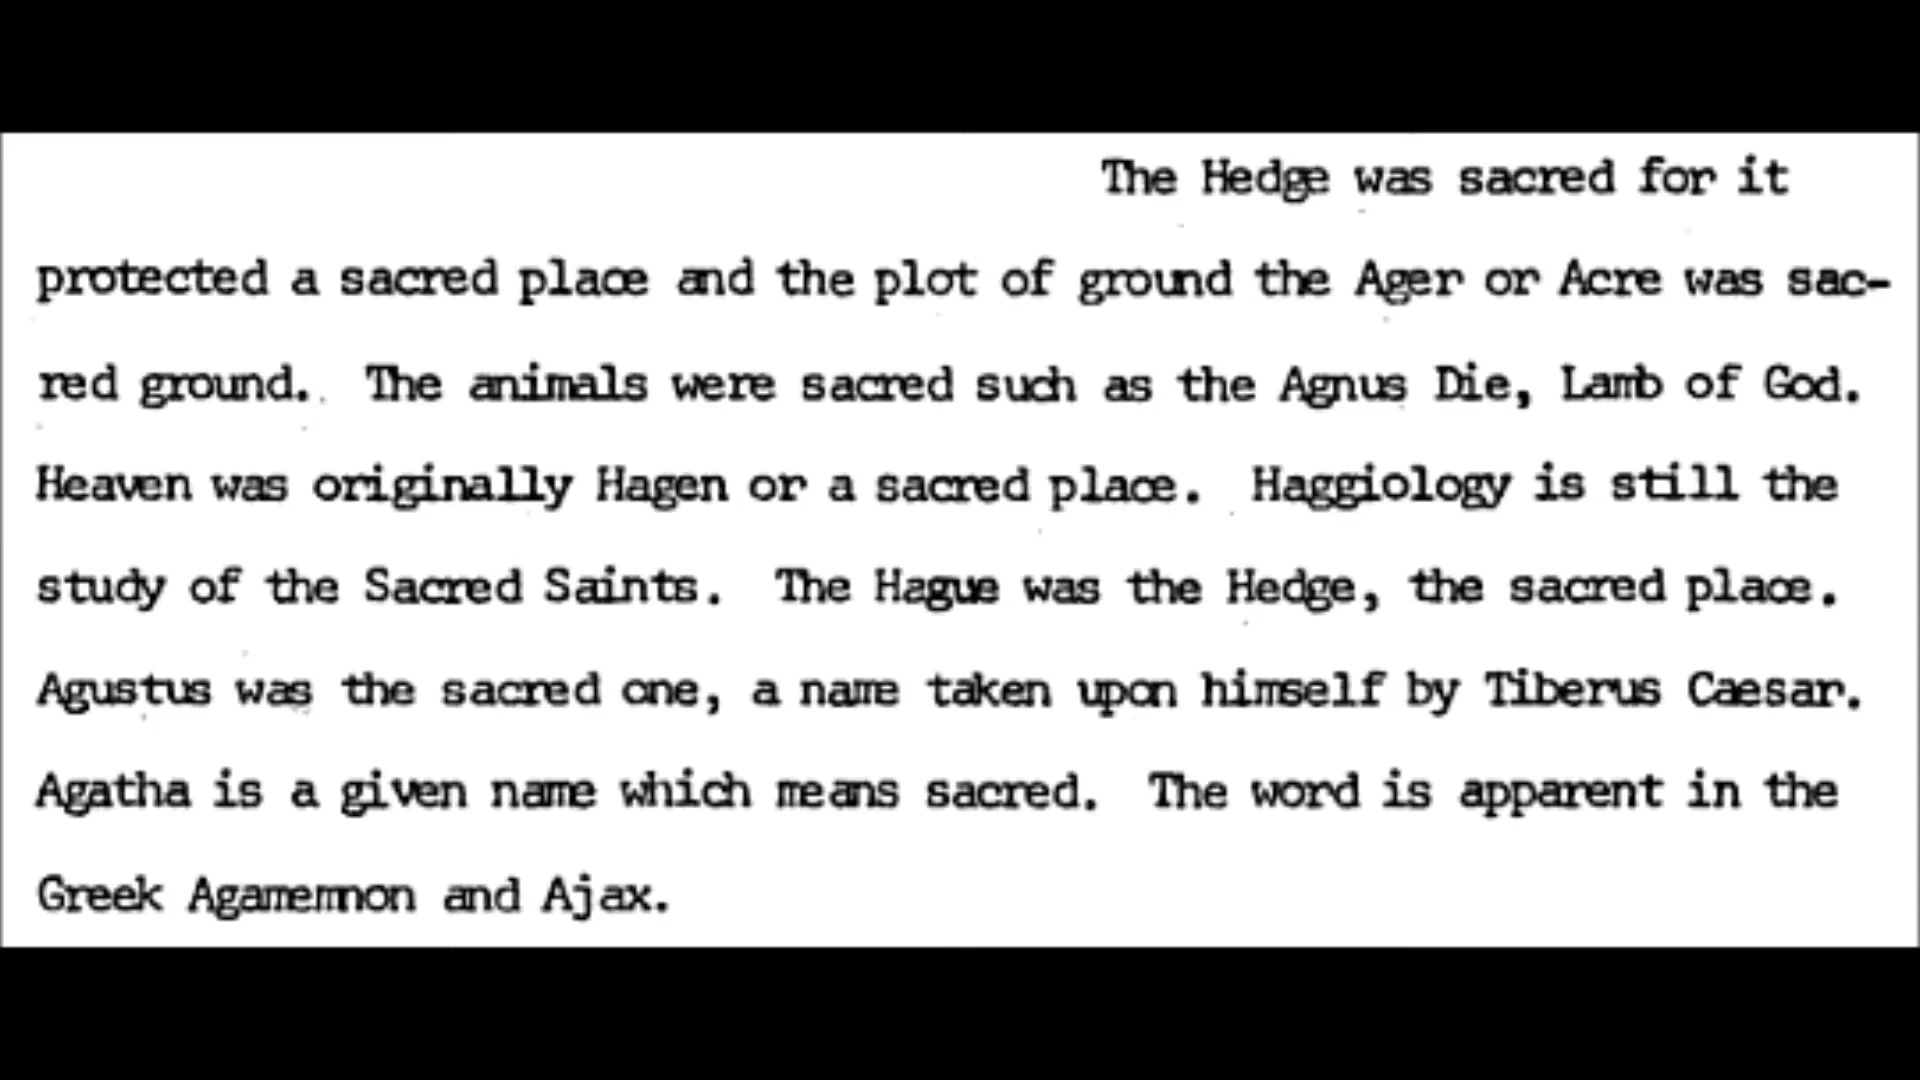 The Hedge was sacred for it
protected a sacred place and the plot of ground the Ager or Acre was sac-
red ground. The animals were sacred such as the Agnus Die, Lamb of God.
Heaven was originally Hagen or a sacred place. Haggiology is still the
study of the Sacred Saints. The Hague was the Hedge, the sacred place.
Agustus was the sacred one, a name taken upon himself by Tiberus Caesar.
Agatha is a given name which means sacred. The word is apparent in the
Greek Agamemnon and Ajax.